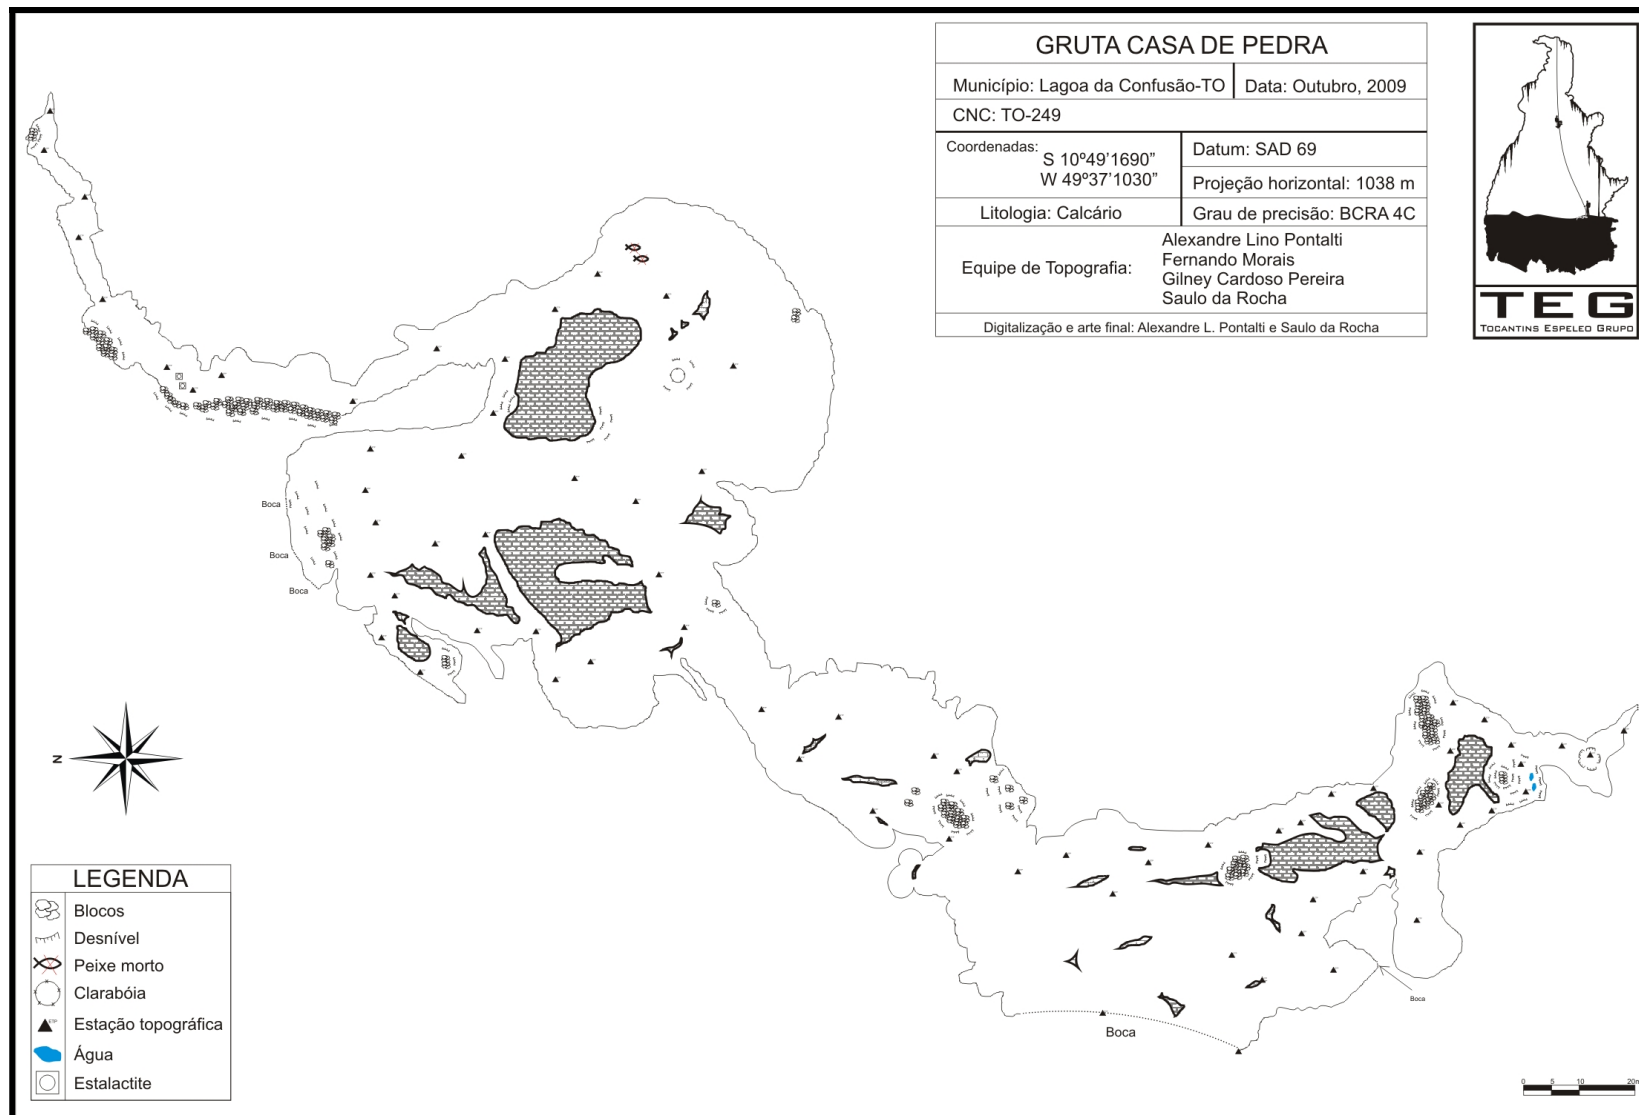 GRUTA CASA DE PEDRA
Município: Lagoa da Confusão-TO
Data: Outubro, 2009
CNC: TO-249
Coordenadas:
S 10º49'1690"
W 49º37'1030"
Datum: SAD 69
Projeção horizontal: 1038 m
Litologia: Calcário
Grau de precisão: BCRA 4C
Equipe de Topografia:
Alexandre Lino Pontalti
Fernando Morais
Gilney Cardoso Pereira
Saulo da Rocha
Digitalização e arte final: Alexandre L. Pontalti e Saulo da Rocha
TEG
TOCANTINS ESPELEO GRUPO
Boca
Boca
Boca
N
LEGENDA
Blocos
Desnível
Peixe morto
Clarabóia
Estação topográfica
Água
Estalactite
Boca
Boca
0 5 10 20m